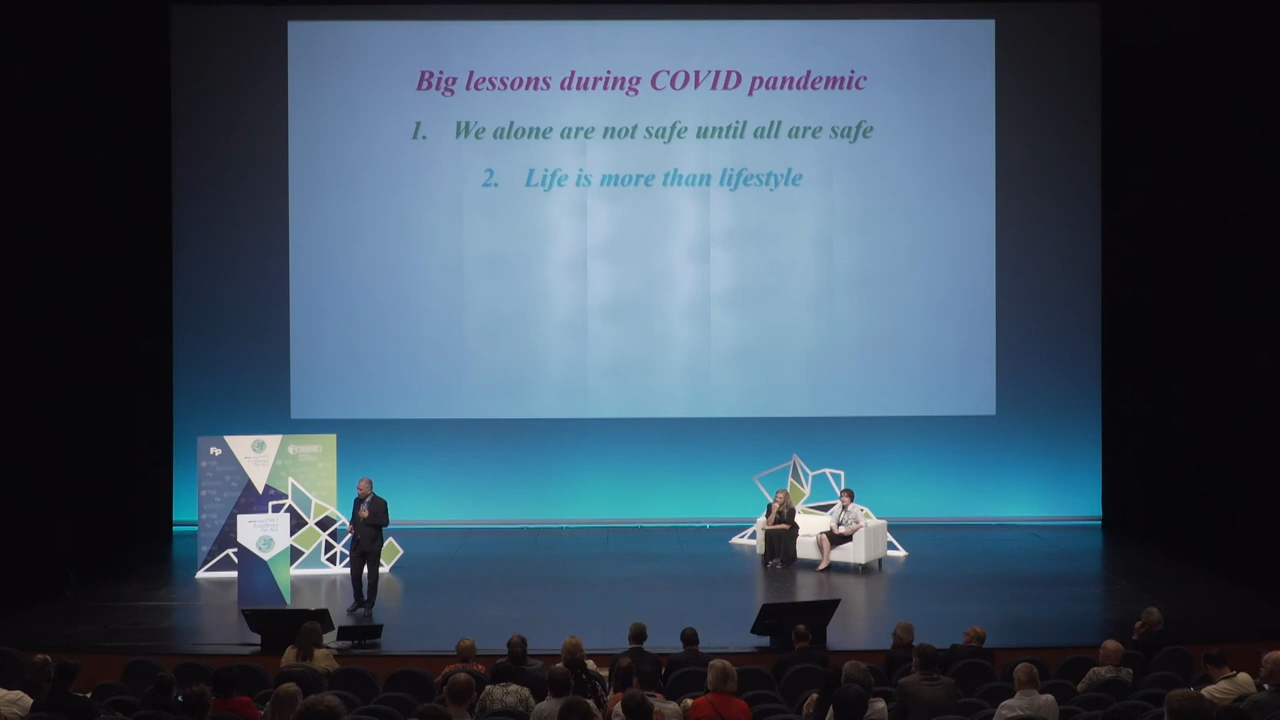 Big lessons during COVID pandemic
1. We alone are not safe until all are safe
2. Life is more than lifestyle
Fp